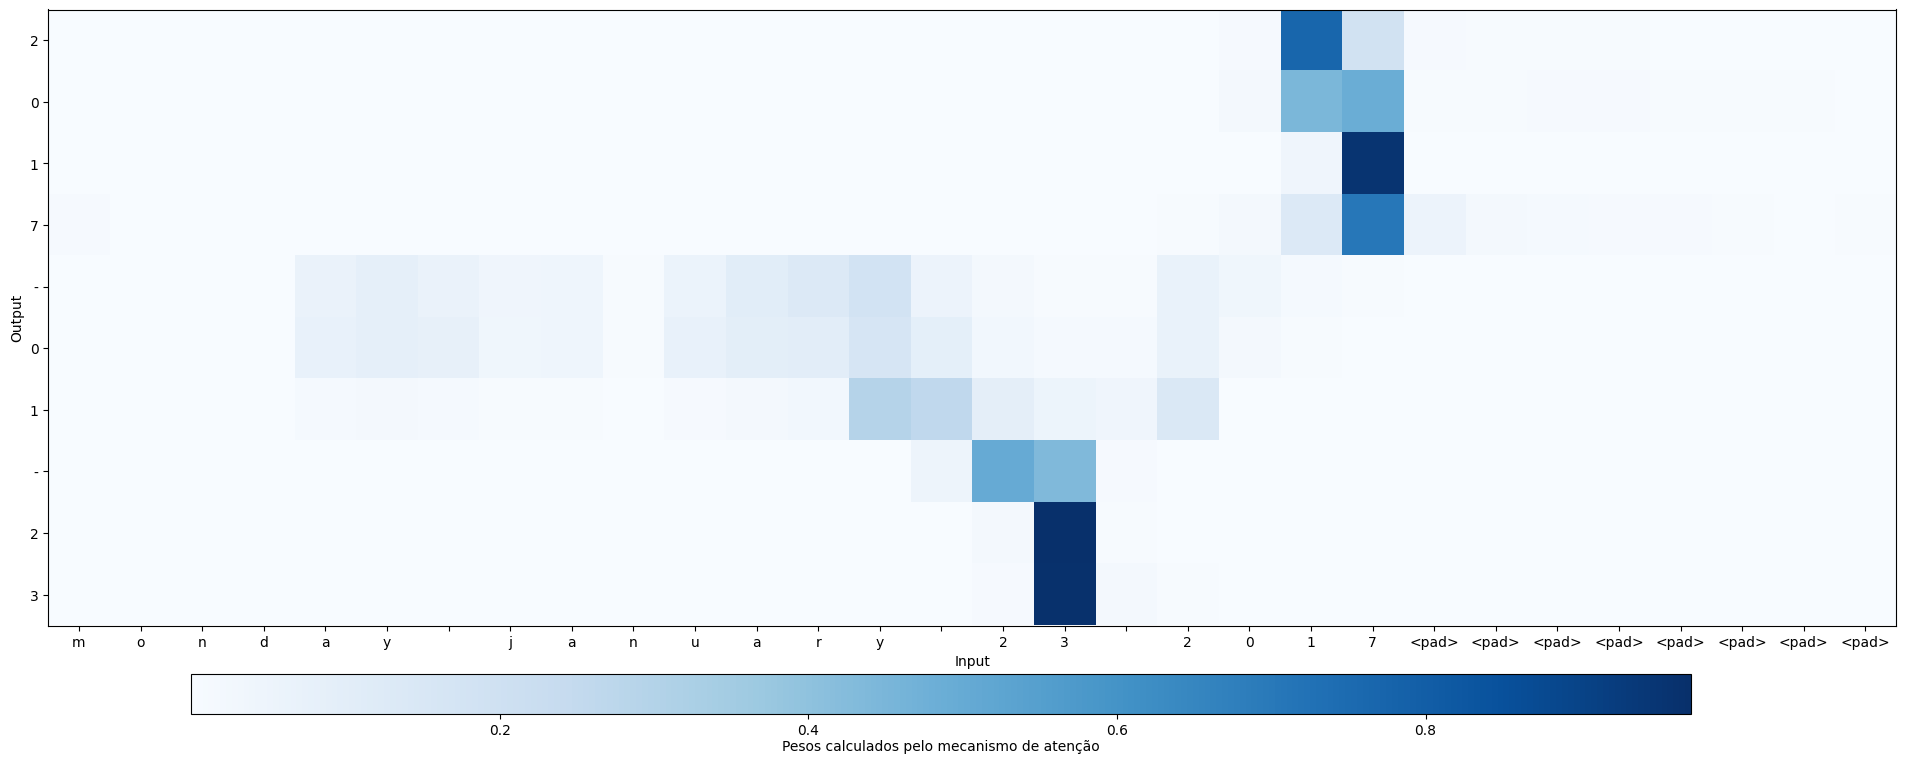 2
0
1
7
-
0
1
-
2
3
Output
m o n d a y j a n u a r y 2 3 2 0 1 7 <pad> <pad> <pad> <pad> <pad> <pad> <pad> <pad>
Input
0.2 0.4 0.6 0.8
Pesos calculados pelo mecanismo de atenção